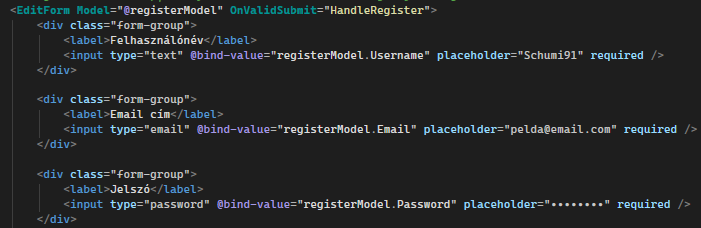 <EditForm Model="@registerModel" OnValidSubmit="HandleRegister">
<div class="form-group">
<label>Felhasználónév</label>
<input type="text" @bind-value="registerModel.Username" placeholder="Schumi91" required />
</div>
<div class="form-group">
<label>Email cím</label>
<input type="email" @bind-value="registerModel.Email" placeholder="pelda@email.com" required />
</div>
<div class="form-group">
<label>Jelszó</label>
<input type="password" @bind-value="registerModel.Password" placeholder="••••••••" required />
</div>